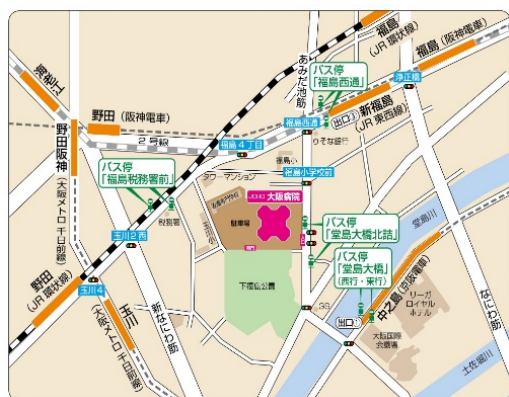 福島
(JR環状線)
福島(阪神電車)
海老江
あみだ池筋
バス停
「福島西通」
浄正橋
野田(阪神電車)
福島西通
出口①
新福島
(JR東西線)
りそな銀行
2号線
野田阪神
(大阪メトロ 千日前線)
福島4丁目
バス停
「福島税務署前」
福島小
タワーマンション
福島小学校前
税務署
JCHO 大阪病院
駐車場
玉川小
玉川2西
バス停
「堂島大橋北詰」
堂島川
バス停
「堂島大橋」
(西行・東行)
野田
(JR環状線)
玉川4
玉川
(大阪メトロ 千日前線)
新なにわ筋
下福島公園
GS
出口①
中之島(京阪電車)
リーガ
ロイヤル
ホテル
大阪国際
会議場
なにわ筋
土佐堀川